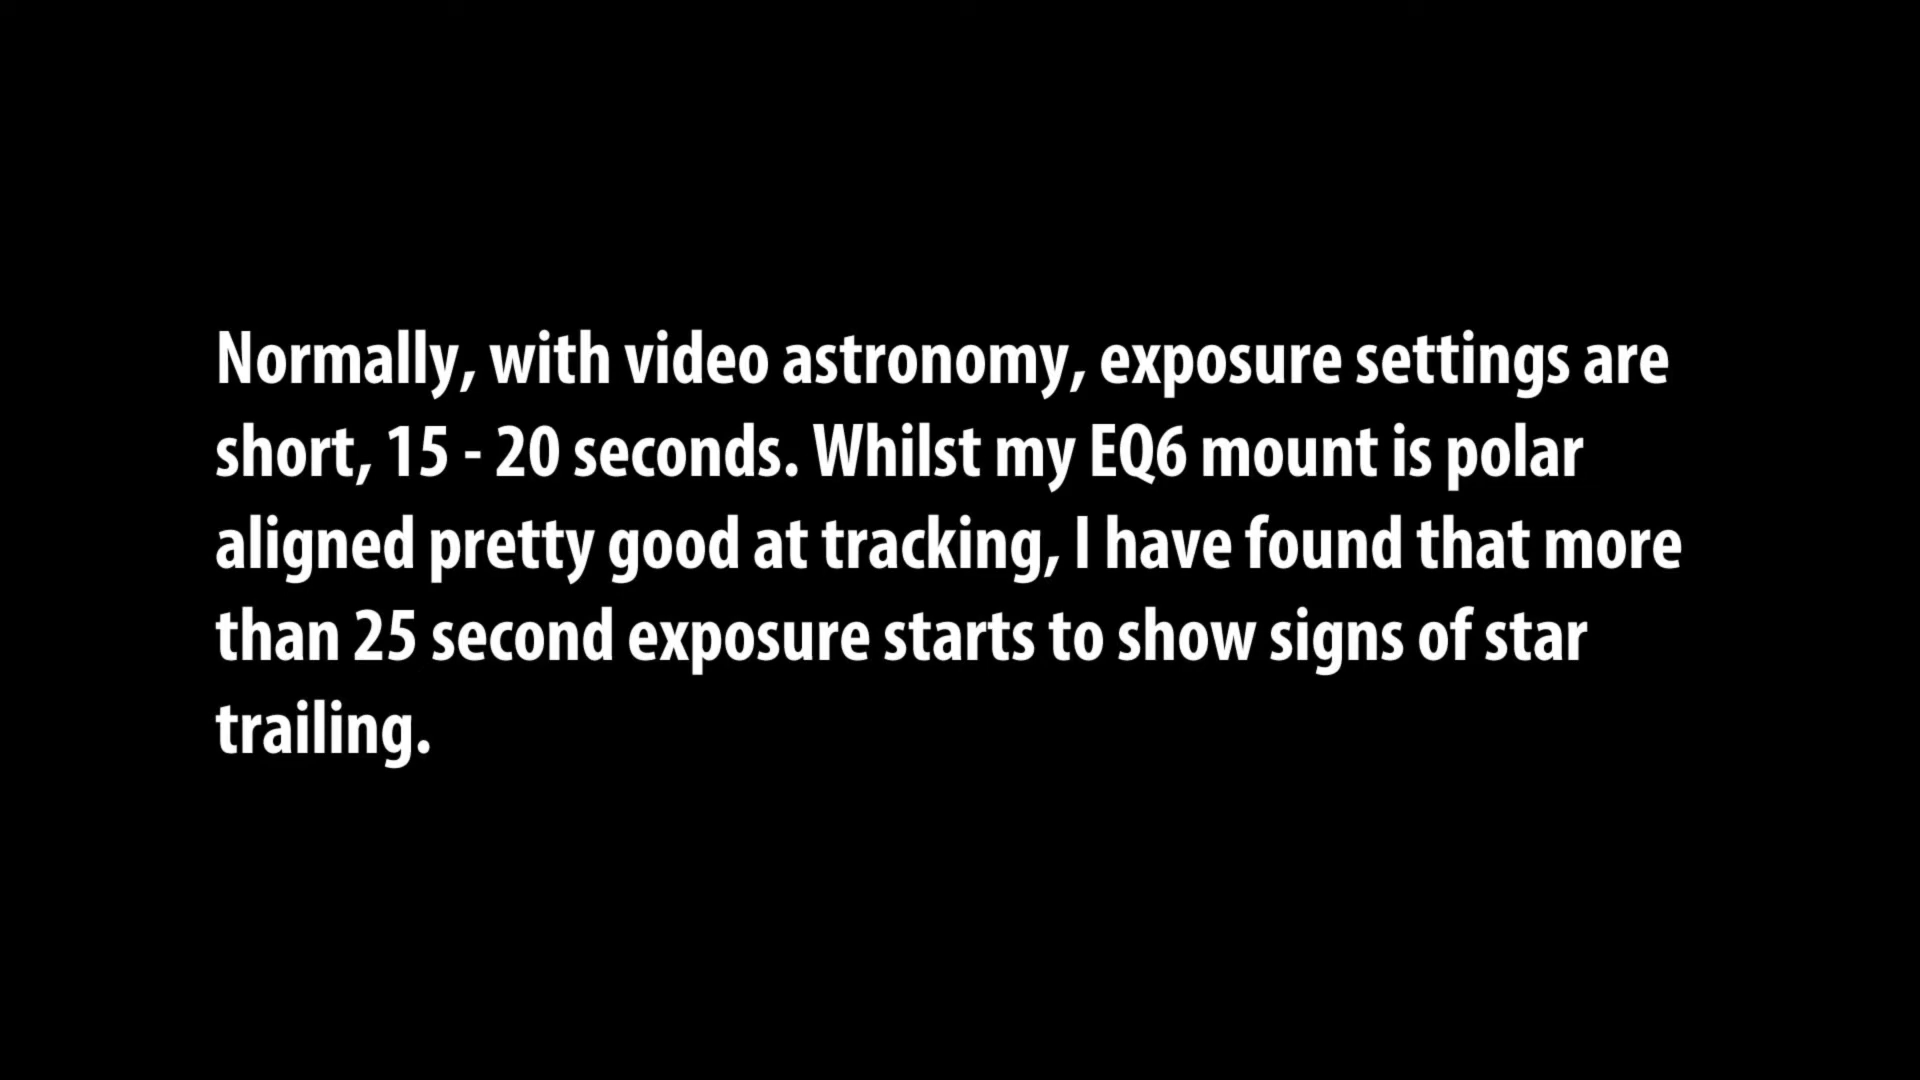 Normally, with video astronomy, exposure settings are
short, 15 - 20 seconds. Whilst my EQ6 mount is polar
aligned pretty good at tracking, I have found that more
than 25 second exposure starts to show signs of star
trailing.